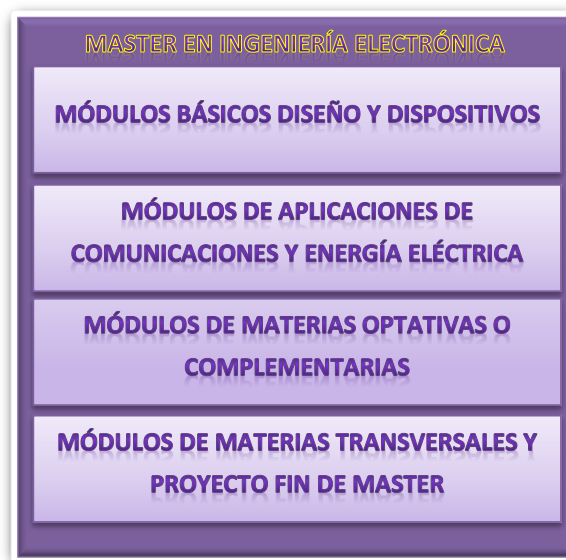 MASTER EN INGENIERÍA ELECTRÓNICA
MÓDULOS BÁSICOS DISEÑO Y DISPOSITIVOS
MÓDULOS DE APLICACIONES DE
COMUNICACIONES Y ENERGÍA ELÉCTRICA
MÓDULOS DE MATERIAS OPTATIVAS O
COMPLEMENTARIAS
MÓDULOS DE MATERIAS TRANSVERSALES Y
PROYECTO FIN DE MASTER